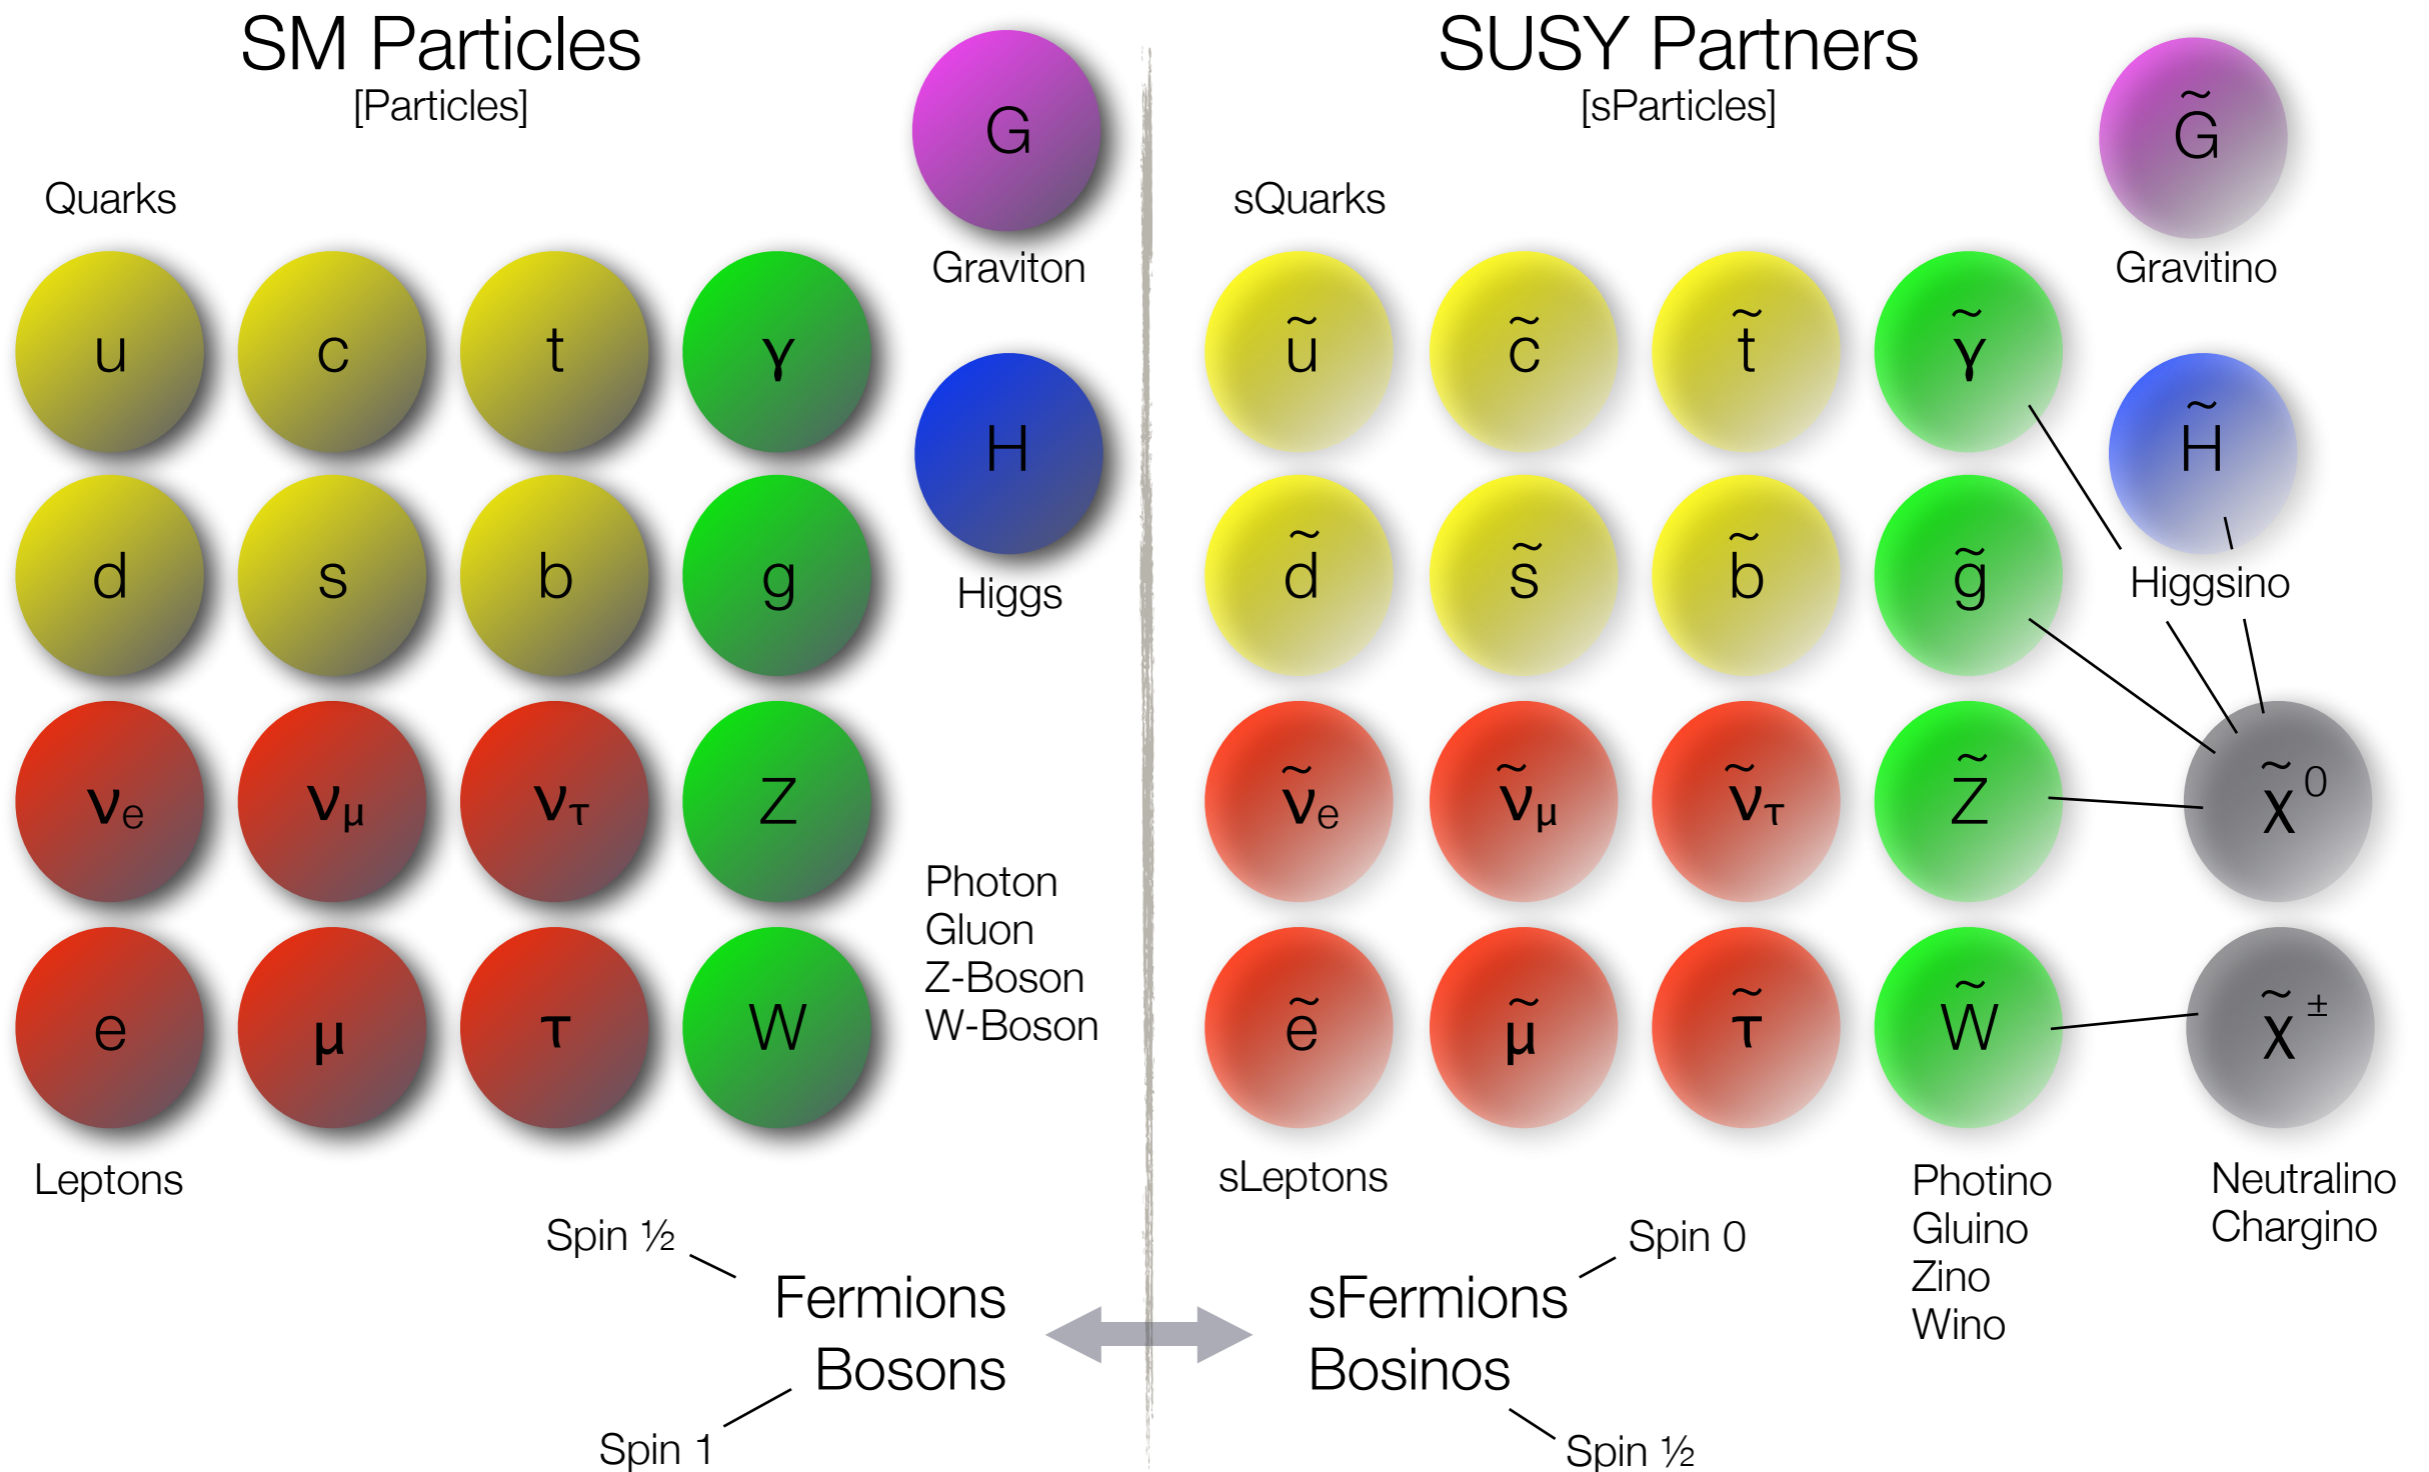 SM Particles
[Particles]
Quarks
G
Graviton
u c t γ
H
Higgs
d s b g
νe νμ ντ Z
e μ τ W
Photon
Gluon
Z-Boson
W-Boson
Leptons
Spin ½
Fermions
Bosons
Spin 1
SUSY Partners
[sParticles]
sQuarks
G̃
Gravitino
ũ c̃ t̃ γ̃
H̃
Higgsino
d̃ s̃ b̃ g̃
ν̃e ν̃μ ν̃τ Z̃ χ̃⁰
ẽ μ̃ τ̃ W̃ χ̃±
sLeptons
Photino
Gluino
Zino
Wino
Neutralino
Chargino
Spin 0
sFermions
Bosinos
Spin ½